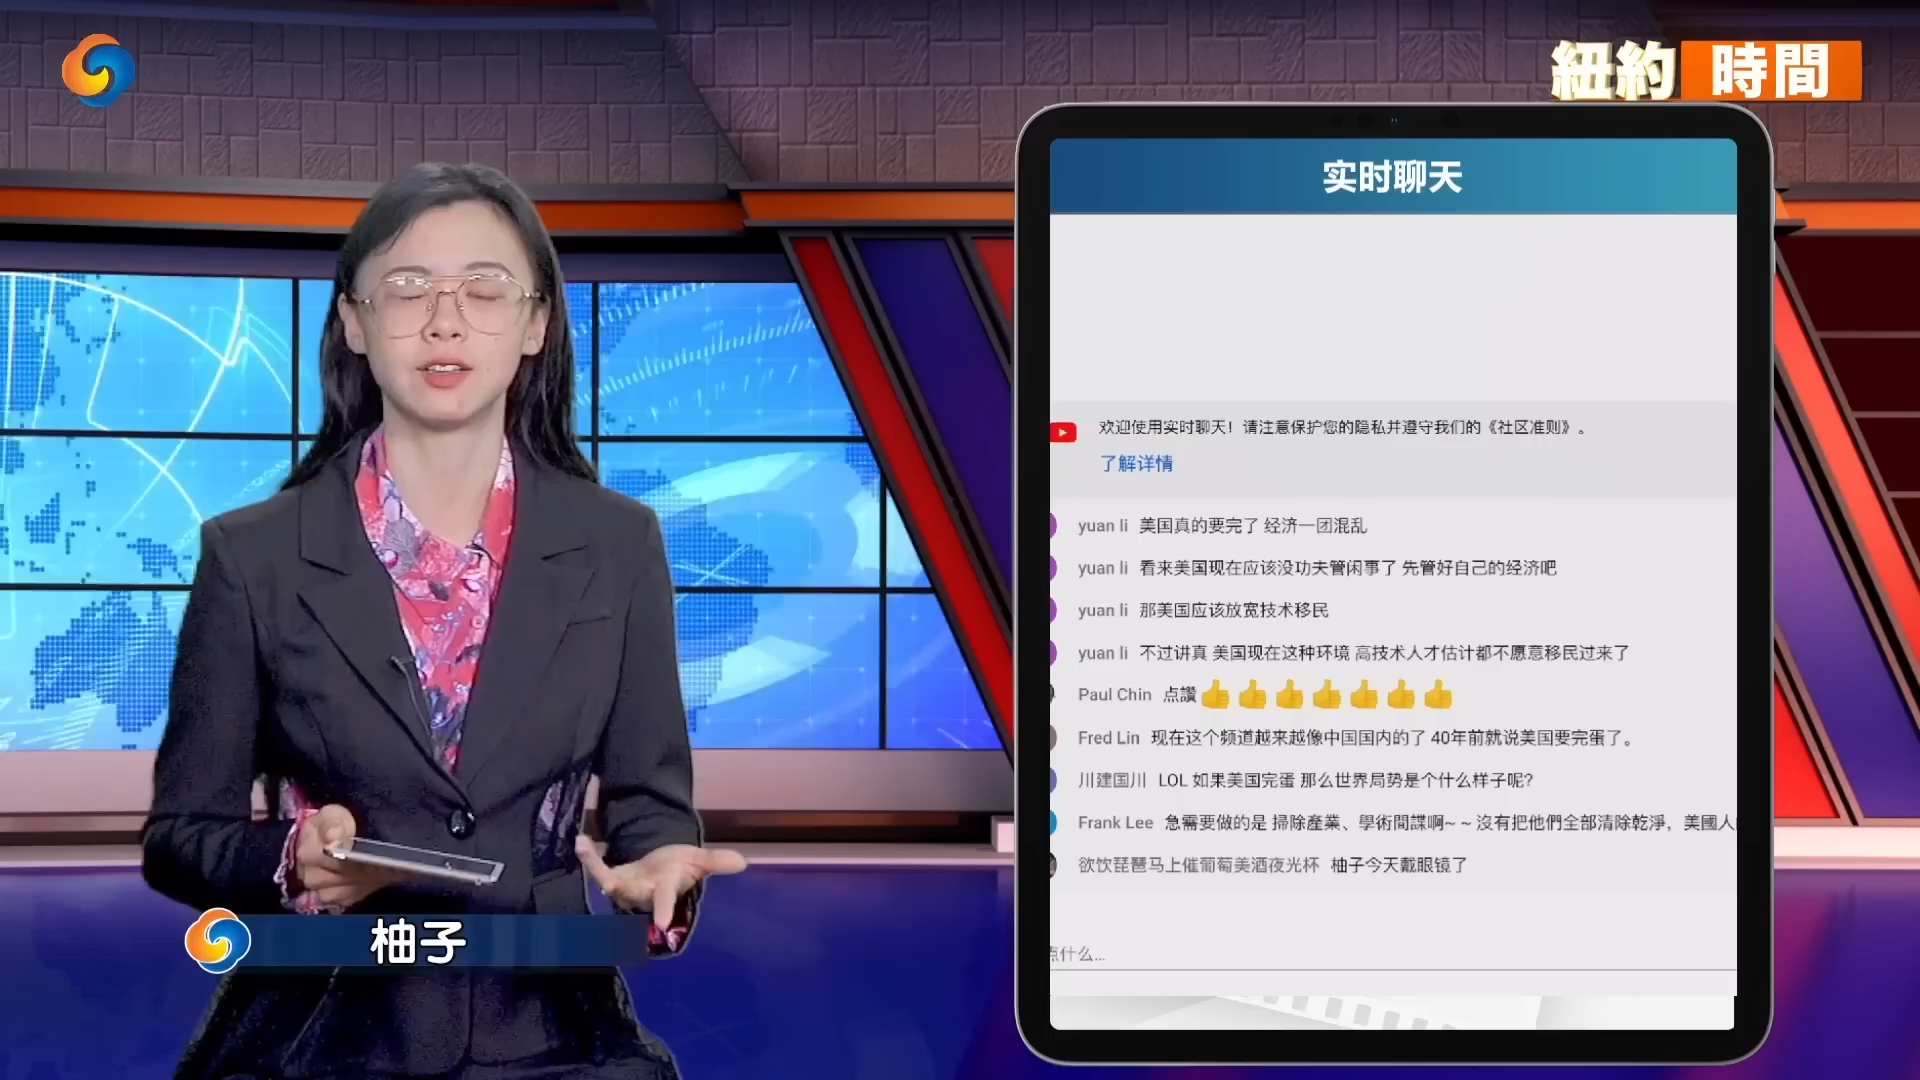 紐約 時間
实时聊天
欢迎使用实时聊天！请注意保护您的隐私并遵守我们的《社区准则》。
了解详情
yuan li 美国真的要完了 经济一团混乱
yuan li 看来美国现在应该没功夫管闲事了 先管好自己的经济吧
yuan li 那美国应该放宽技术移民
yuan li 不过讲真 美国现在这种环境 高技术人才估计都不愿意移民过来了
Paul Chin 点讚👍👍👍👍👍👍👍
Fred Lin 现在这个频道越来越像中国国内的了 40年前就说美国要完蛋了。
川建国川 LOL 如果美国完蛋 那么世界局势是个什么样子呢?
Frank Lee 急需要做的是 掃除產業、學術間諜啊~ ~ 沒有把他們全部清除乾淨，美國人
欲饮琵琶马上催葡萄美酒夜光杯 柚子今天戴眼镜了
点什么...
柚子